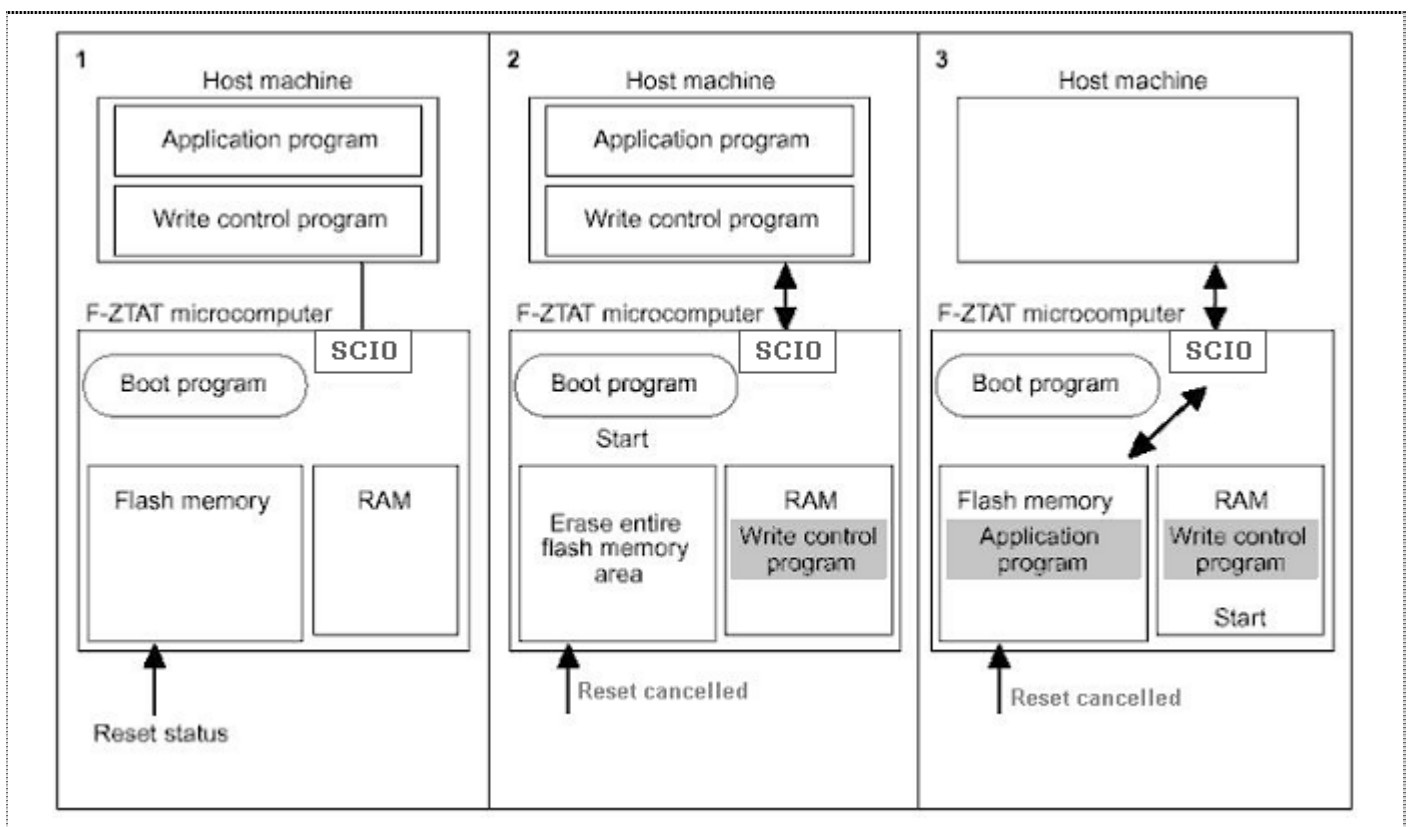 1
Host machine
Application program
Write control program
F-ZTAT microcomputer
SCI0
Boot program
Flash memory
RAM
Reset status
2
Host machine
Application program
Write control program
F-ZTAT microcomputer
SCI0
Boot program
Start
Erase entire
flash memory
area
RAM
Write control
program
Reset cancelled
3
Host machine
F-ZTAT microcomputer
SCI0
Boot program
Flash memory
Application
program
RAM
Write control
program
Start
Reset cancelled